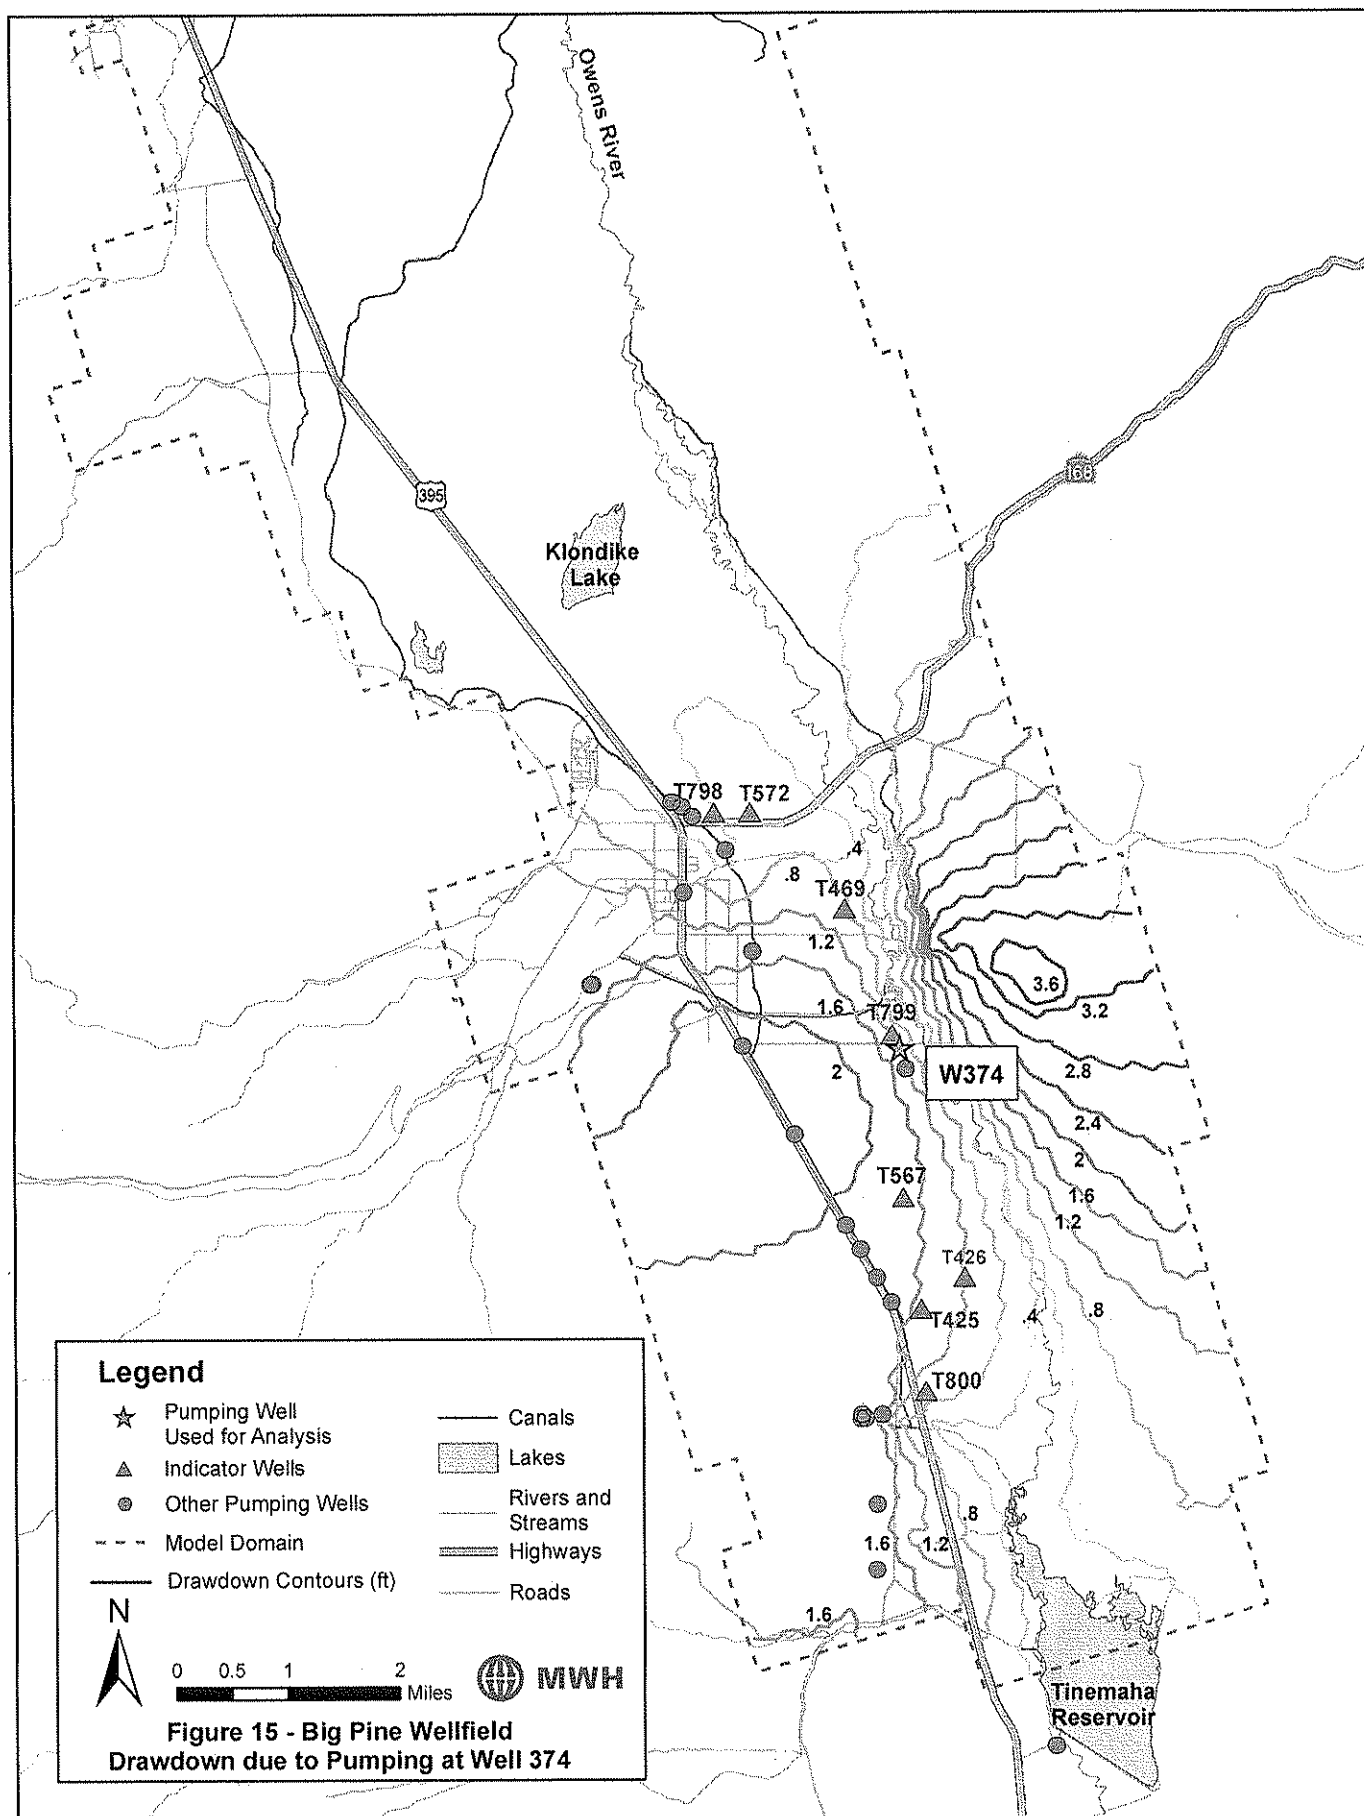 Owens River
395
168
Klondike
Lake
T798
T572
.4
.8
T469
1.2
3.6
3.2
1.6
T799
2
W374
2.8
2.4
2
T567
1.6
1.2
T426
.8
.4
T425
T800
.8
1.6
1.2
1.6
Tinemaha
Reservoir
Legend
Pumping Well
Used for Analysis
Indicator Wells
Other Pumping Wells
Model Domain
Drawdown Contours (ft)
Canals
Lakes
Rivers and
Streams
Highways
Roads
N
0 0.5 1 2
Miles
MWH
Figure 15 - Big Pine Wellfield
Drawdown due to Pumping at Well 374